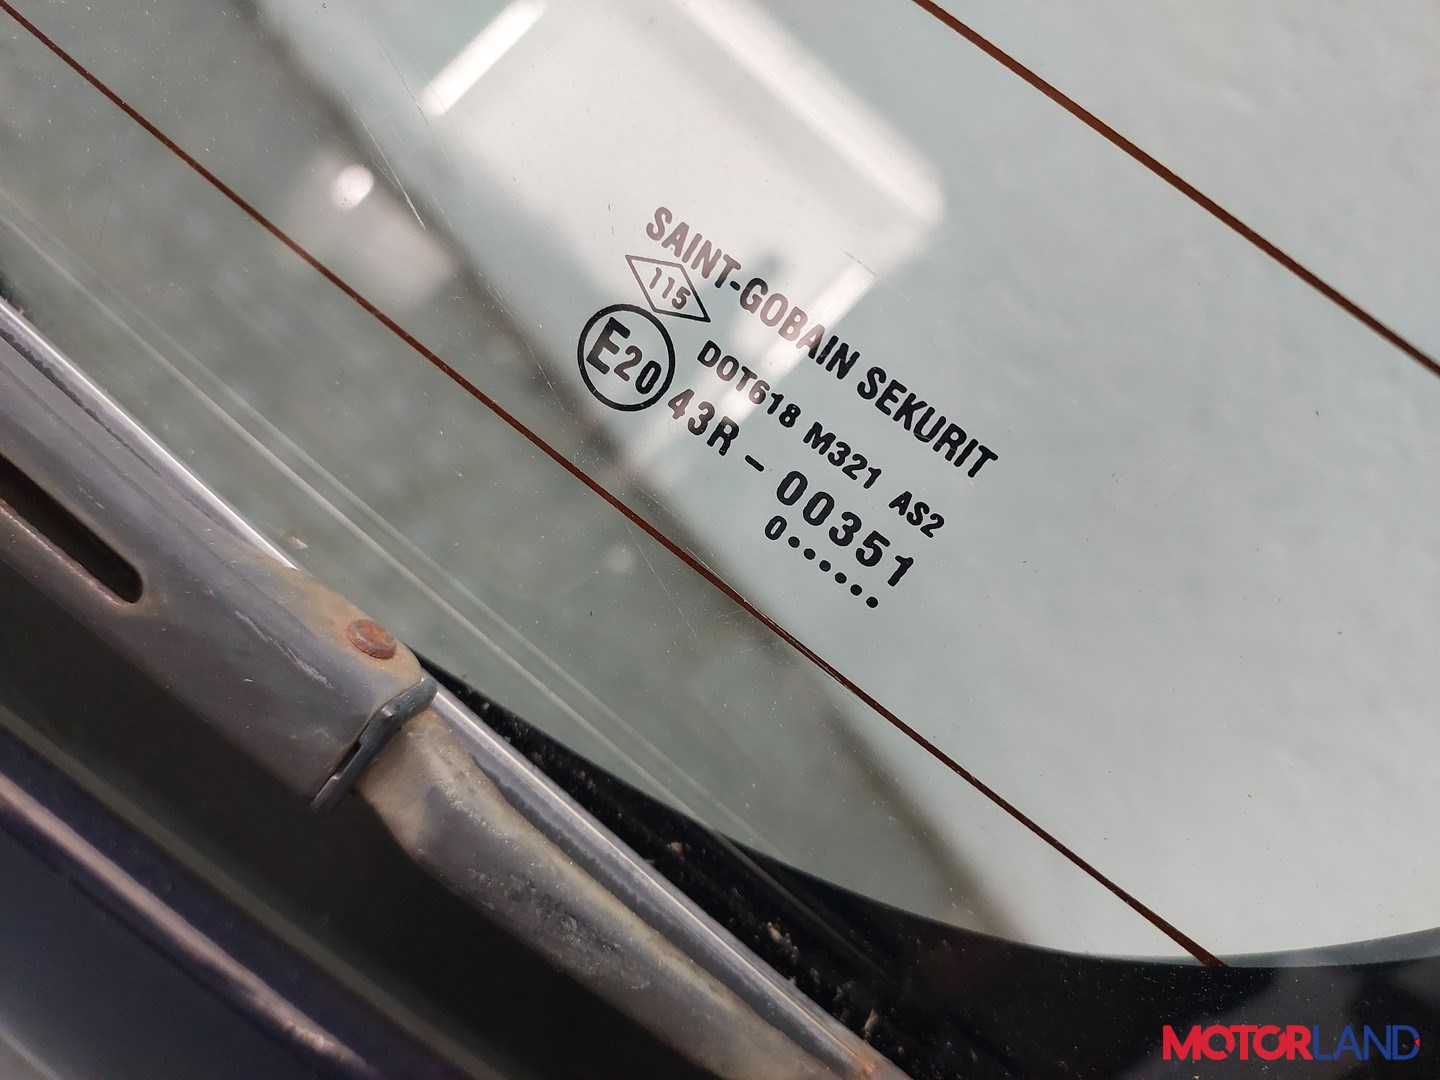 SAINT-GOBAIN SEKURIT
115
DOT618 M321 AS2
E20 43R - 00351
0••••••
MOTORLAND